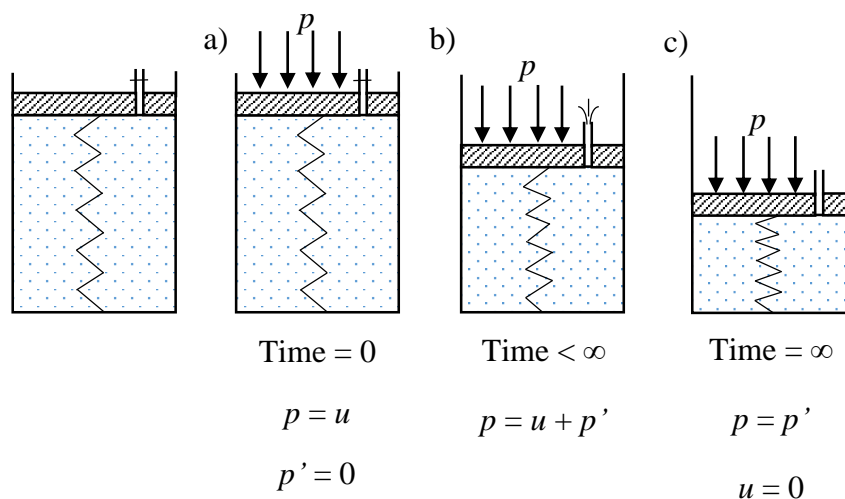 a)
p
b)
p
c)
p
Time = 0
p = u
p’ = 0
Time < ∞
p = u + p’
Time = ∞
p = p’
u = 0